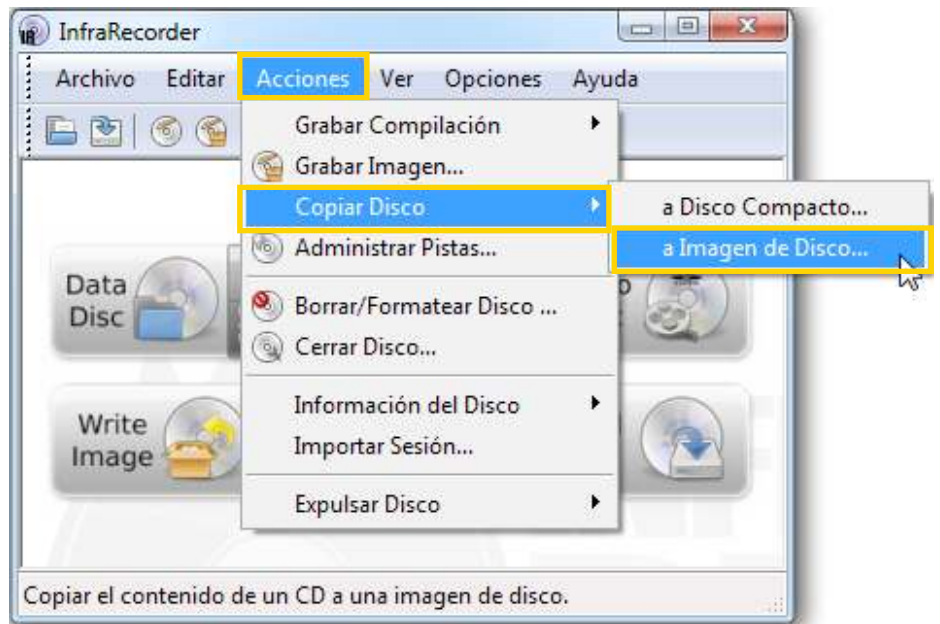 InfraRecorder
Archivo Editar Acciones Ver Opciones Ayuda
Grabar Compilación
Grabar Imagen...
Copiar Disco
a Disco Compacto...
a Imagen de Disco...
Administrar Pistas...
Data
Disc
Borrar/Formatear Disco ...
Cerrar Disco...
Write
Image
Información del Disco
Importar Sesión...
Expulsar Disco
Copiar el contenido de un CD a una imagen de disco.